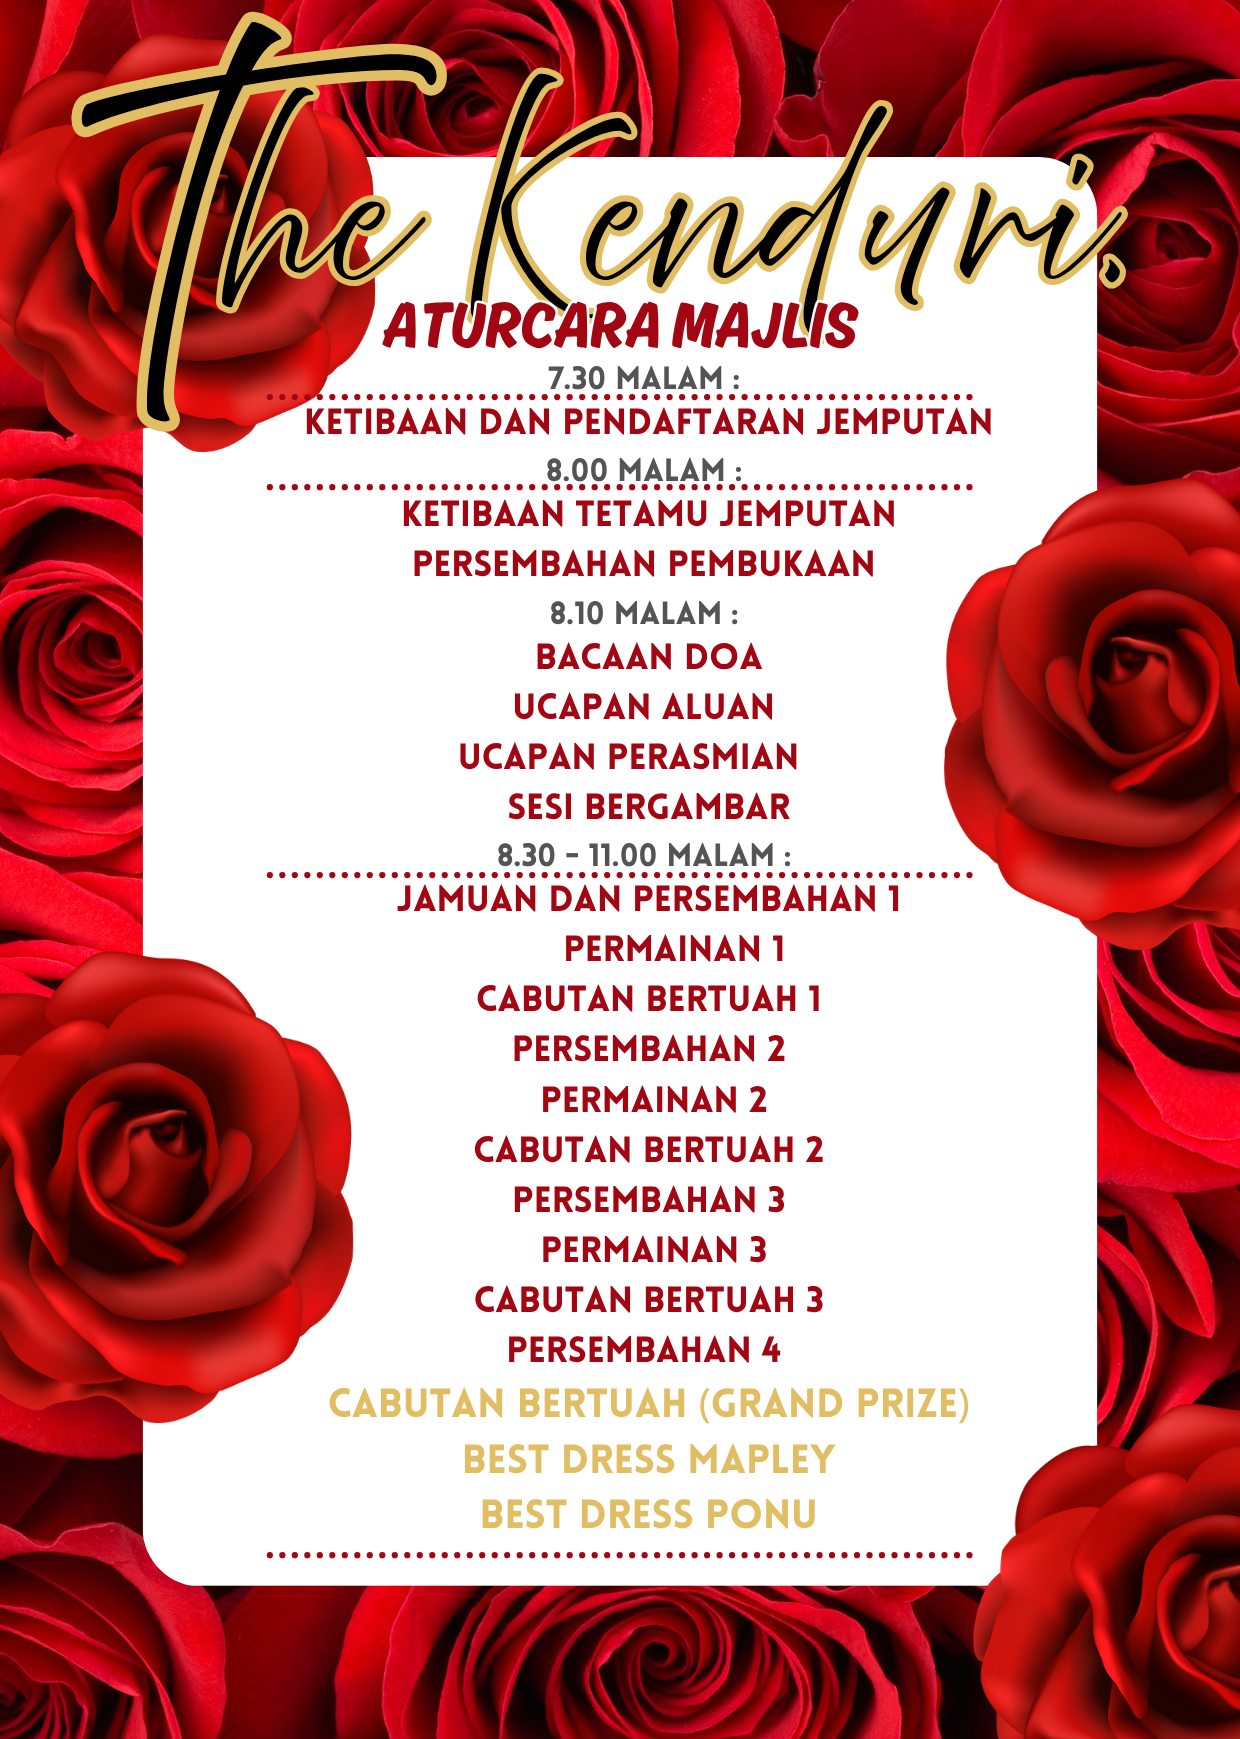 The Kenduri.
ATURCARA MAJLIS
7.30 MALAM :
KETIBAAN DAN PENDAFTARAN JEMPUTAN
8.00 MALAM :
KETIBAAN TETAMU JEMPUTAN
PERSEMBAHAN PEMBUKAAN
8.10 MALAM :
BACAAN DOA
UCAPAN ALUAN
UCAPAN PERASMIAN
SESI BERGAMBAR
8.30 - 11.00 MALAM :
JAMUAN DAN PERSEMBAHAN 1
PERMAINAN 1
CABUTAN BERTUAH 1
PERSEMBAHAN 2
PERMAINAN 2
CABUTAN BERTUAH 2
PERSEMBAHAN 3
PERMAINAN 3
CABUTAN BERTUAH 3
PERSEMBAHAN 4
CABUTAN BERTUAH (GRAND PRIZE)
BEST DRESS MAPLEY
BEST DRESS PONU